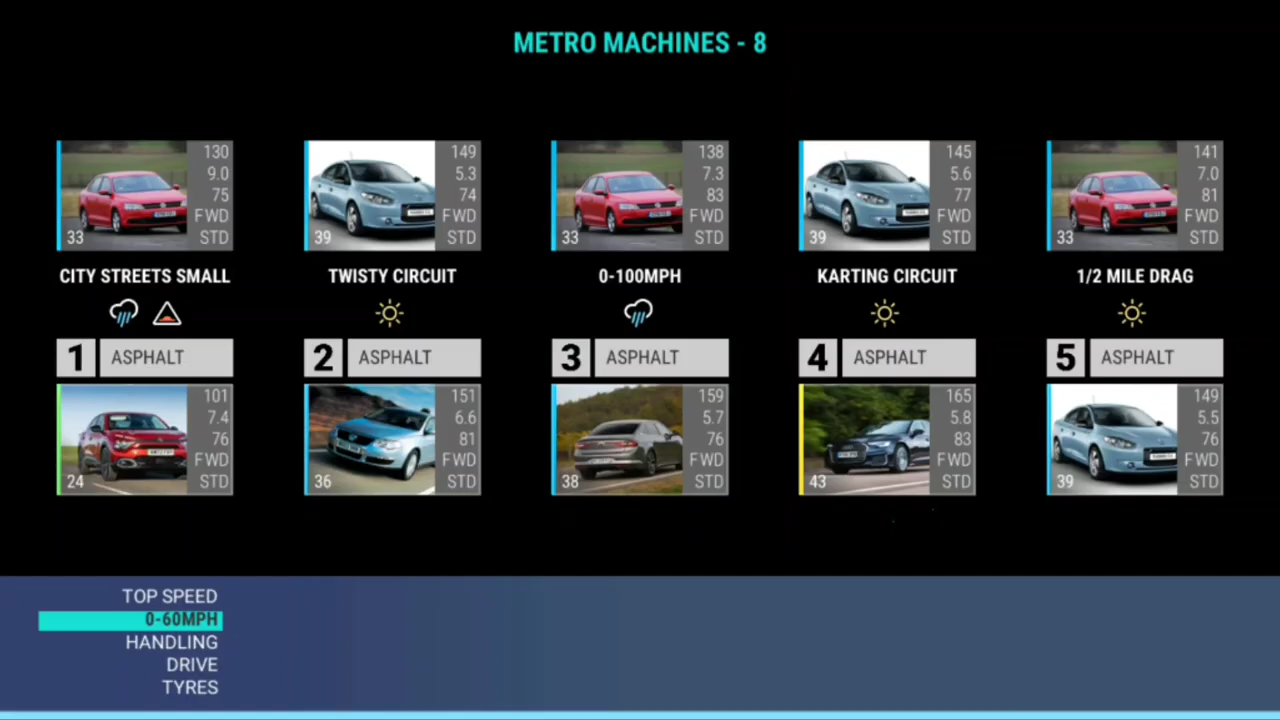 METRO MACHINES - 8
130
9.0
75
FWD
33 STD
149
5.3
74
FWD
39 STD
138
7.3
83
FWD
33 STD
145
5.6
77
FWD
39 STD
141
7.0
81
FWD
33 STD
CITY STREETS SMALL
TWISTY CIRCUIT
0-100MPH
KARTING CIRCUIT
1/2 MILE DRAG
1 ASPHALT
2 ASPHALT
3 ASPHALT
4 ASPHALT
5 ASPHALT
101
7.4
76
FWD
24 STD
151
6.6
81
FWD
36 STD
159
5.7
76
FWD
38 STD
165
5.8
83
FWD
43 STD
149
5.5
76
FWD
39 STD
TOP SPEED
0-60MPH
HANDLING
DRIVE
TYRES